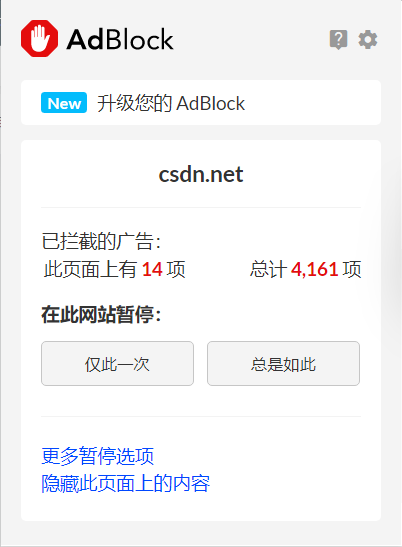 AdBlock
New 升级您的 AdBlock
csdn.net
已拦截的广告：
此页面上有 14 项 总计 4,161 项
在此网站暂停：
仅此一次 总是如此
更多暂停选项
隐藏此页面上的内容